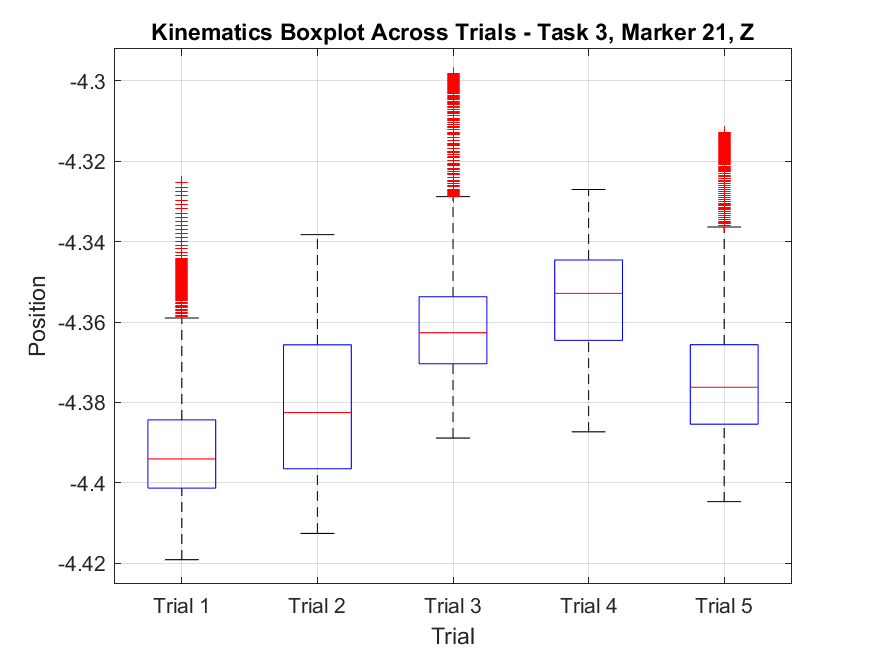 Kinematics Boxplot Across Trials - Task 3, Marker 21, Z
-4.3
-4.32
-4.34
-4.36
-4.38
-4.4
-4.42
Position
Trial 1 Trial 2 Trial 3 Trial 4 Trial 5
Trial